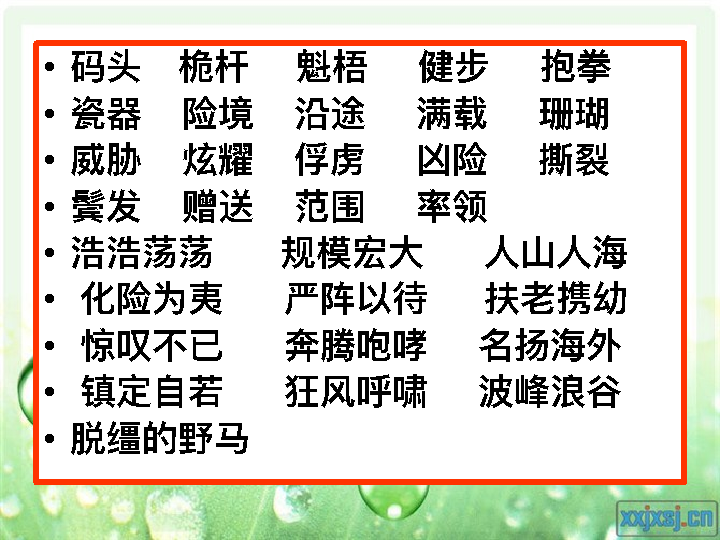 • 码头 桅杆 魁梧 健步 抱拳
• 瓷器 险境 沿途 满载 珊瑚
• 威胁 炫耀 俘虏 凶险 撕裂
• 鬓发 赠送 范围 率领
• 浩浩荡荡 规模宏大 人山人海
• 化险为夷 严阵以待 扶老携幼
• 惊叹不已 奔腾咆哮 名扬海外
• 镇定自若 狂风呼啸 波峰浪谷
• 脱缰的野马
xxjxsj.cn